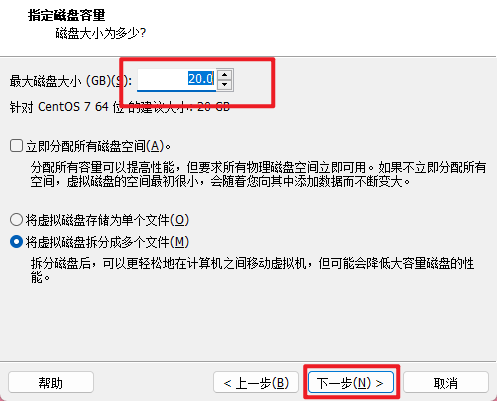 指定磁盘容量
磁盘大小为多少?
最大磁盘大小 (GB)(S): 20.0
针对 CentOS 7 64 位 的建议大小: 20 GB
立即分配所有磁盘空间(A)。
分配所有容量可以提高性能，但要求所有物理磁盘空间立即可用。如果不立即分配所有
空间，虚拟磁盘的空间最初很小，会随着您向其中添加数据而不断变大。
将虚拟磁盘存储为单个文件(O)
将虚拟磁盘拆分成多个文件(M)
拆分磁盘后，可以更轻松地在计算机之间移动虚拟机，但可能会降低大容量磁盘的性
能。
帮助 < 上一步(B) 下一步(N) > 取消